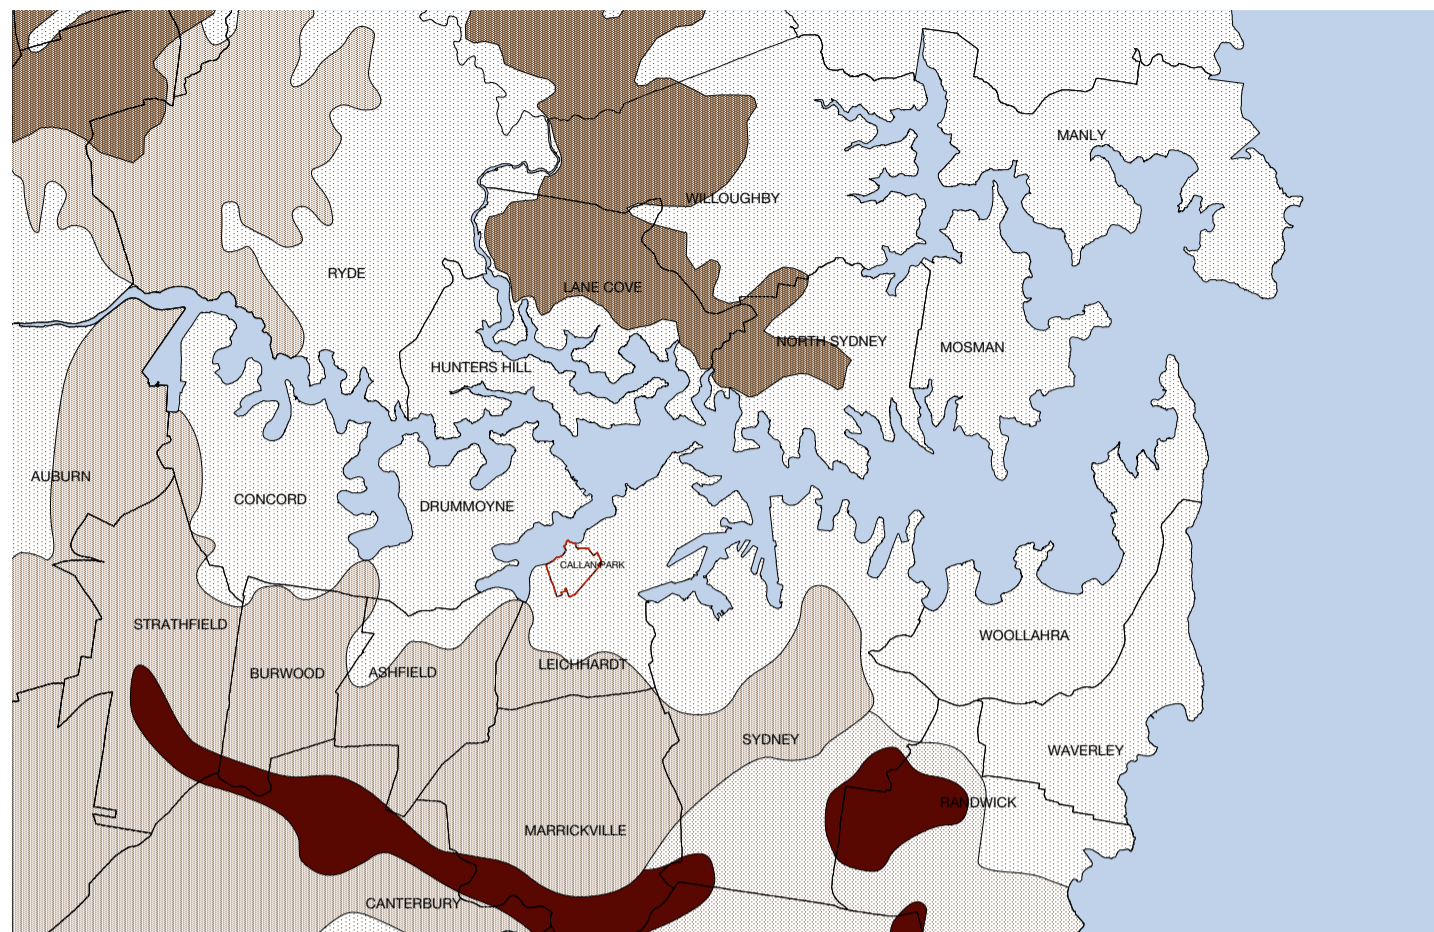 MANLY
WILLOUGHBY
RYDE
LANE COVE
NORTH SYDNEY
MOSMAN
HUNTERS HILL
AUBURN
CONCORD
DRUMMOYNE
CALLAN PARK
STRATHFIELD
WOOLLAHRA
LEICHHARDT
BURWOOD
ASHFIELD
SYDNEY
WAVERLEY
RANDWICK
MARRICKVILLE
CANTERBURY